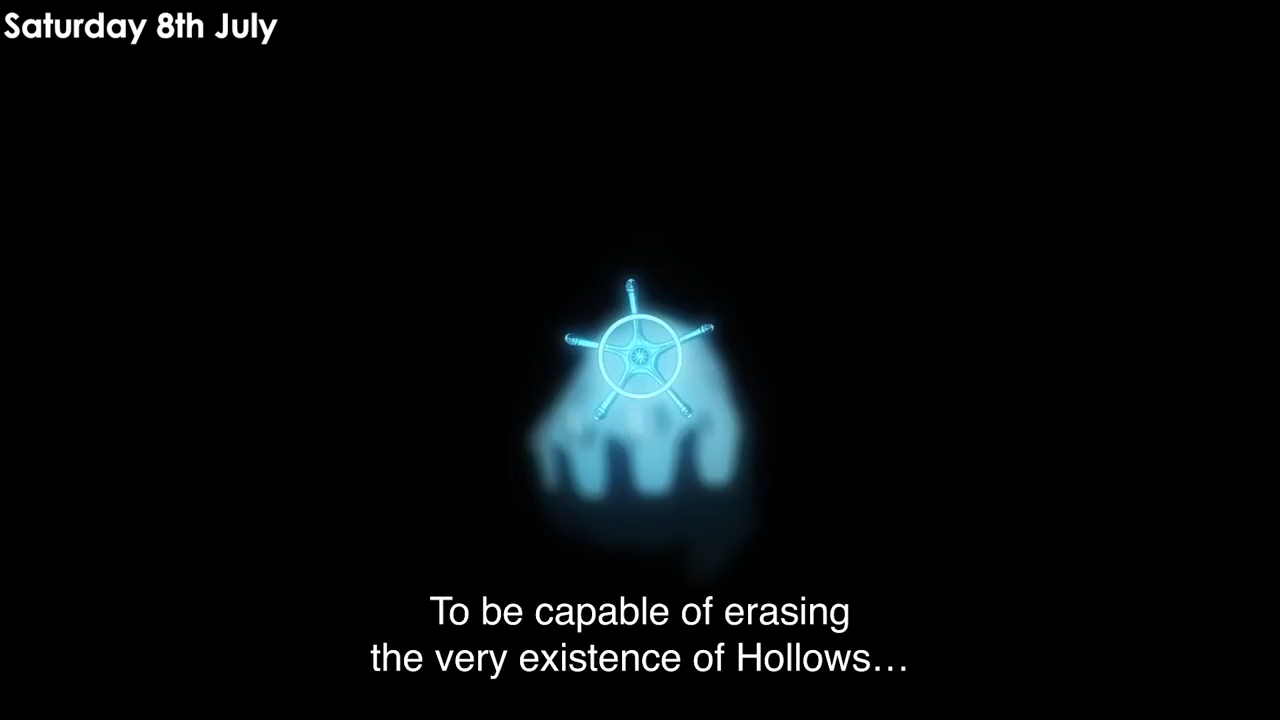 Saturday 8th July
To be capable of erasing
the very existence of Hollows…